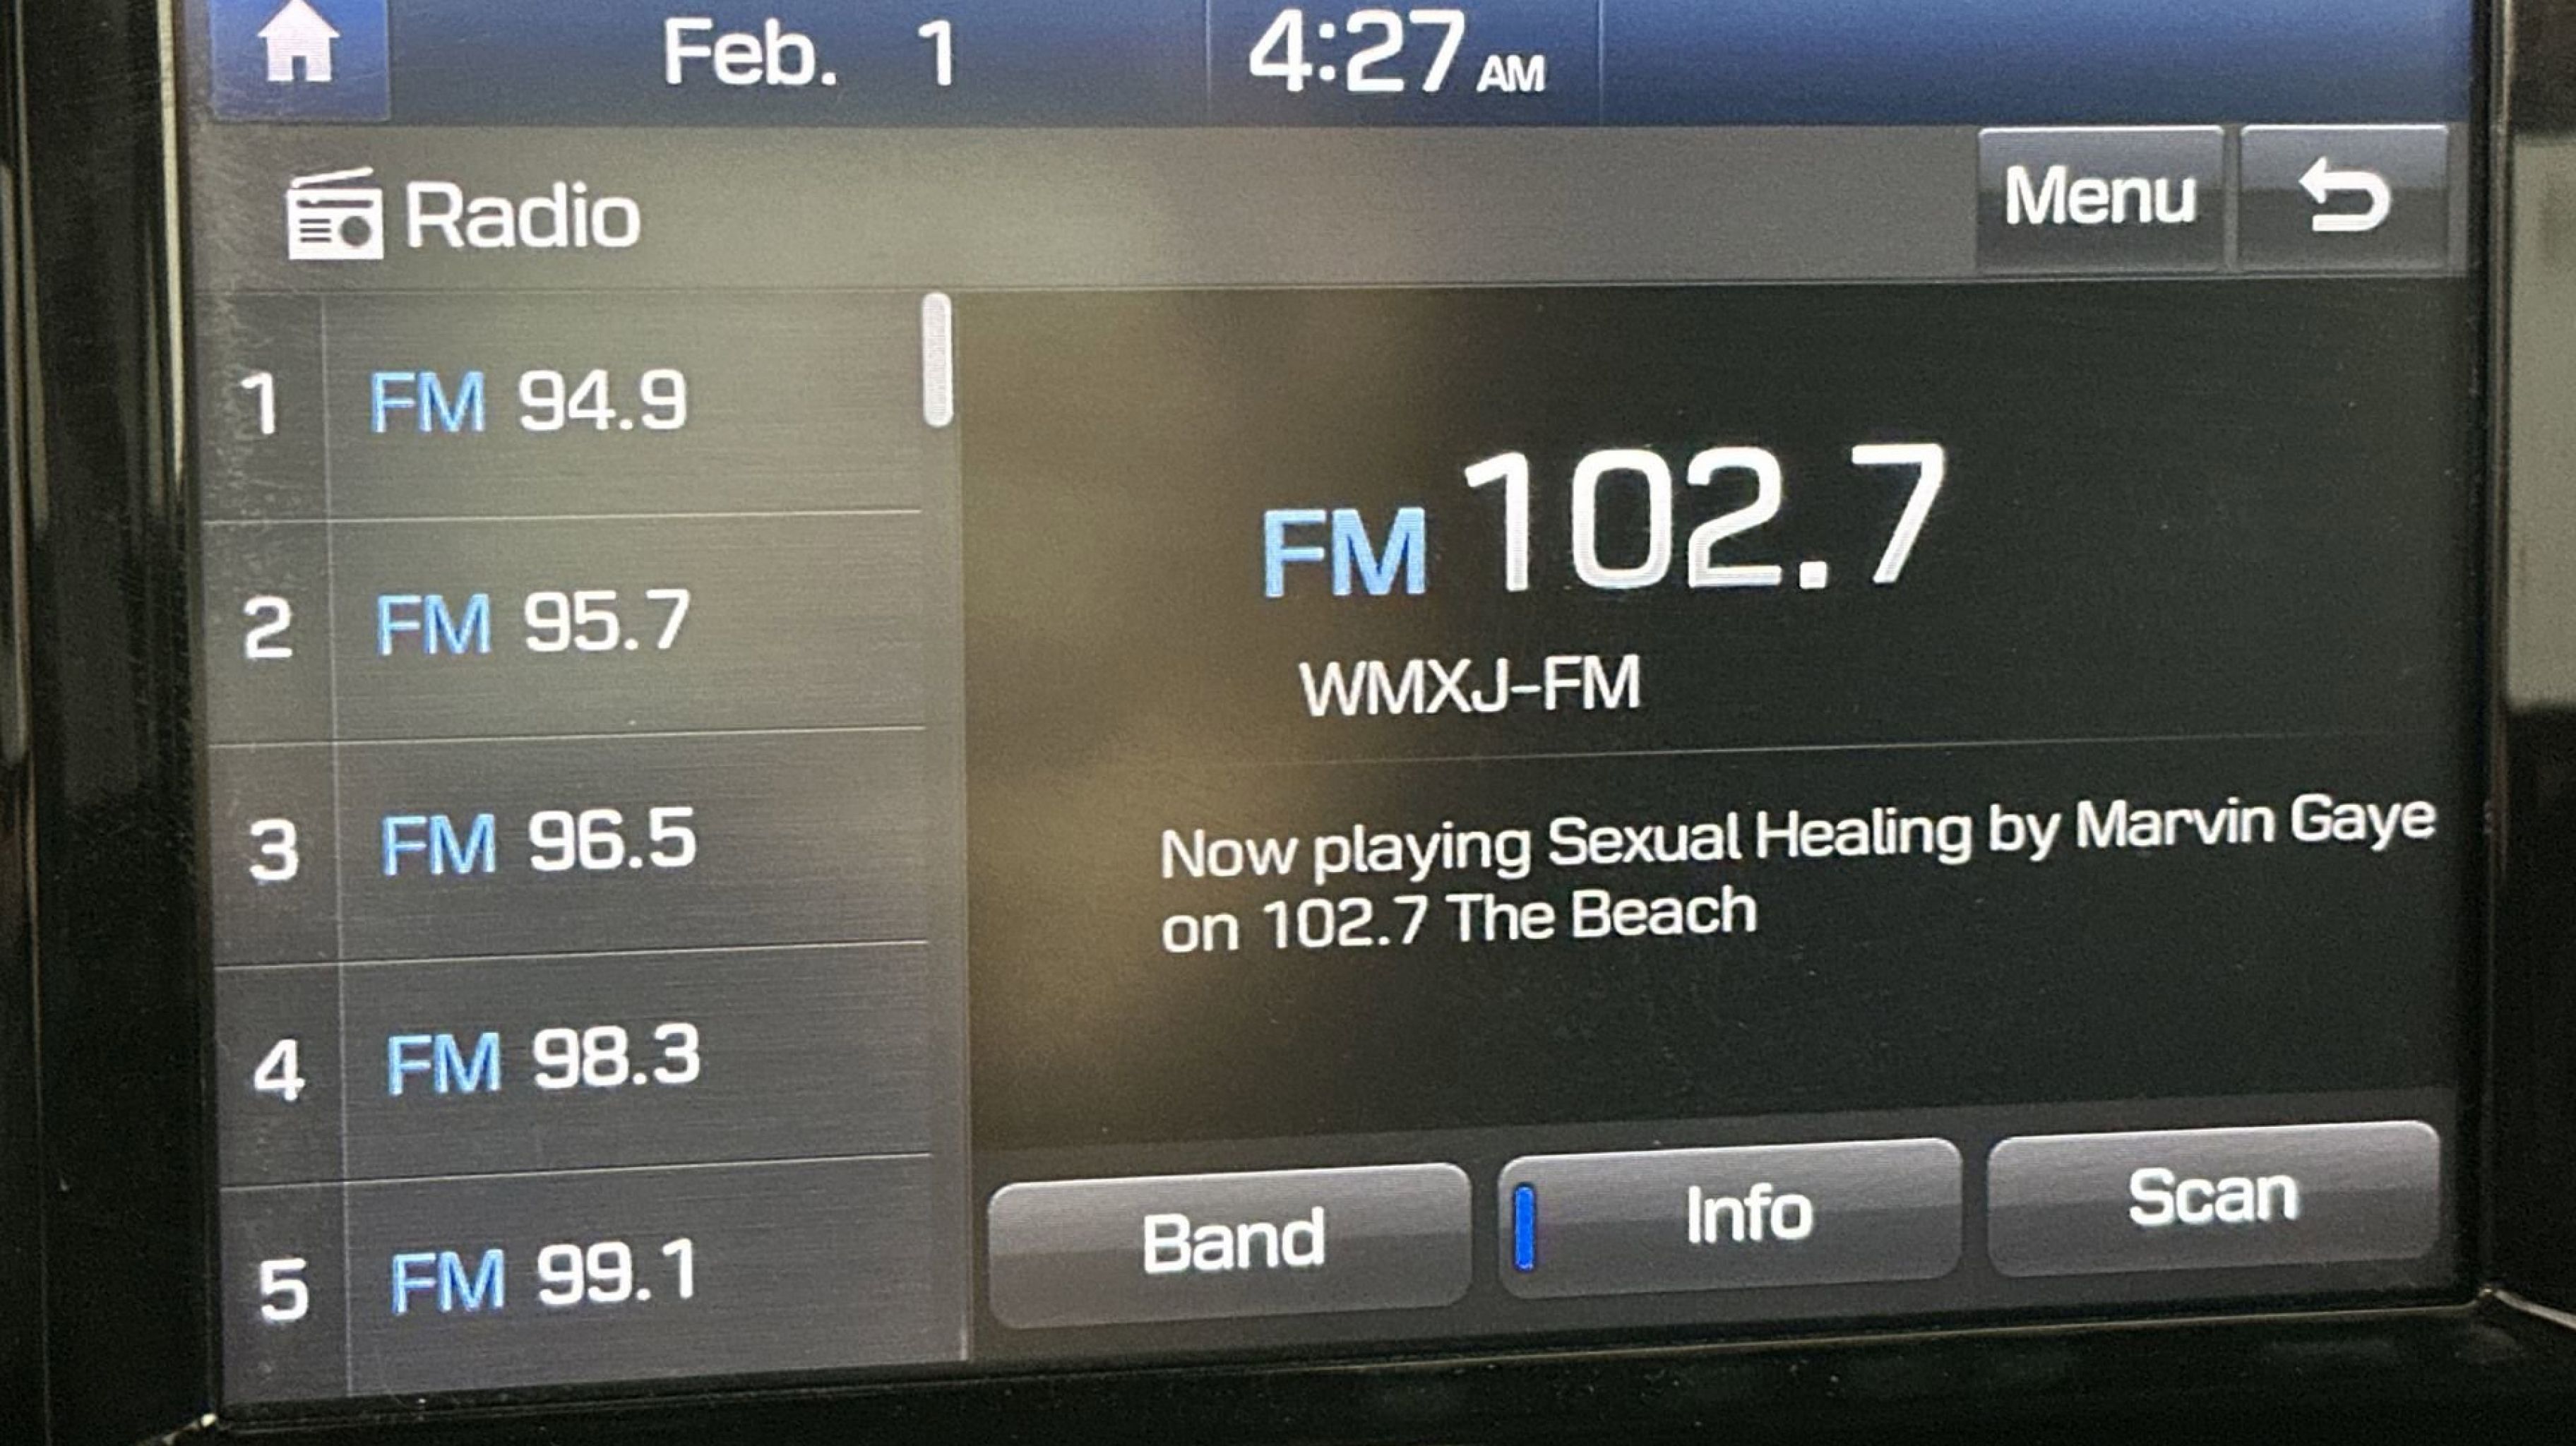 Feb. 1 4:27 AM
Radio Menu
1 FM 94.9
2 FM 95.7
3 FM 96.5
4 FM 98.3
5 FM 99.1
FM 102.7
WMXJ-FM
Now playing Sexual Healing by Marvin Gaye
on 102.7 The Beach
Band Info Scan